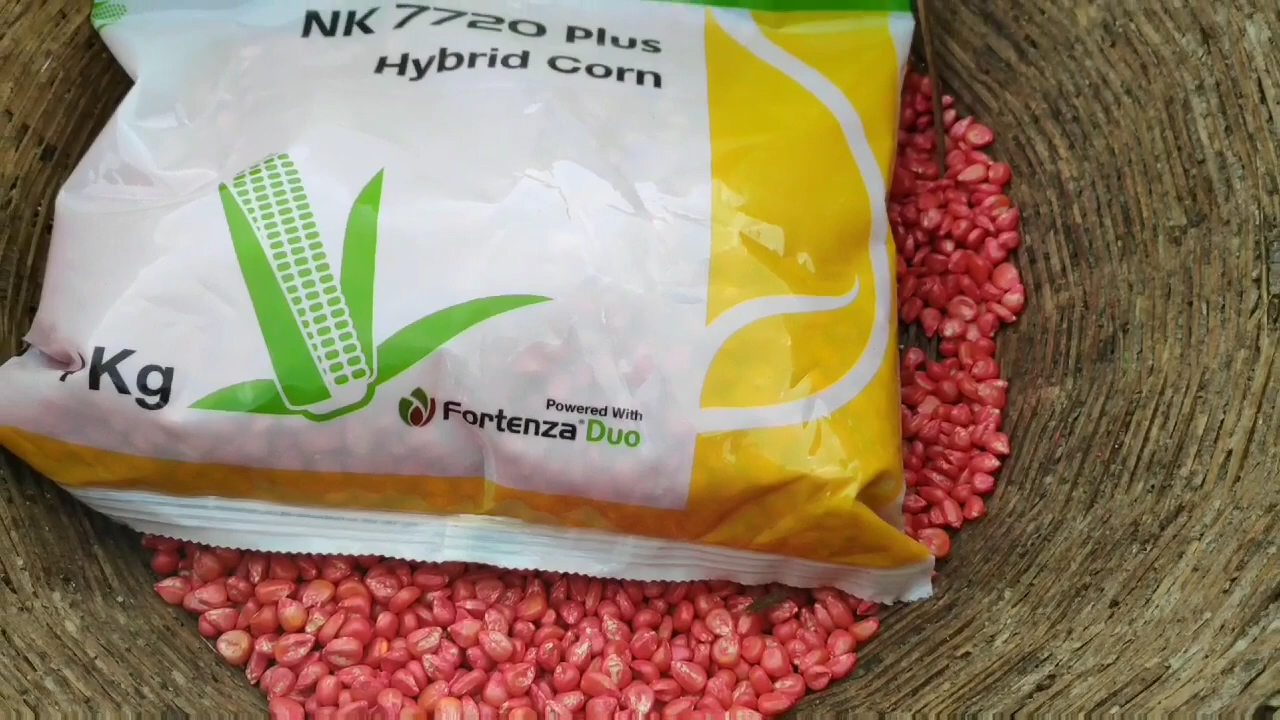 NK 7720 Plus
Hybrid Corn
Kg
Powered With
Fortenza® Duo